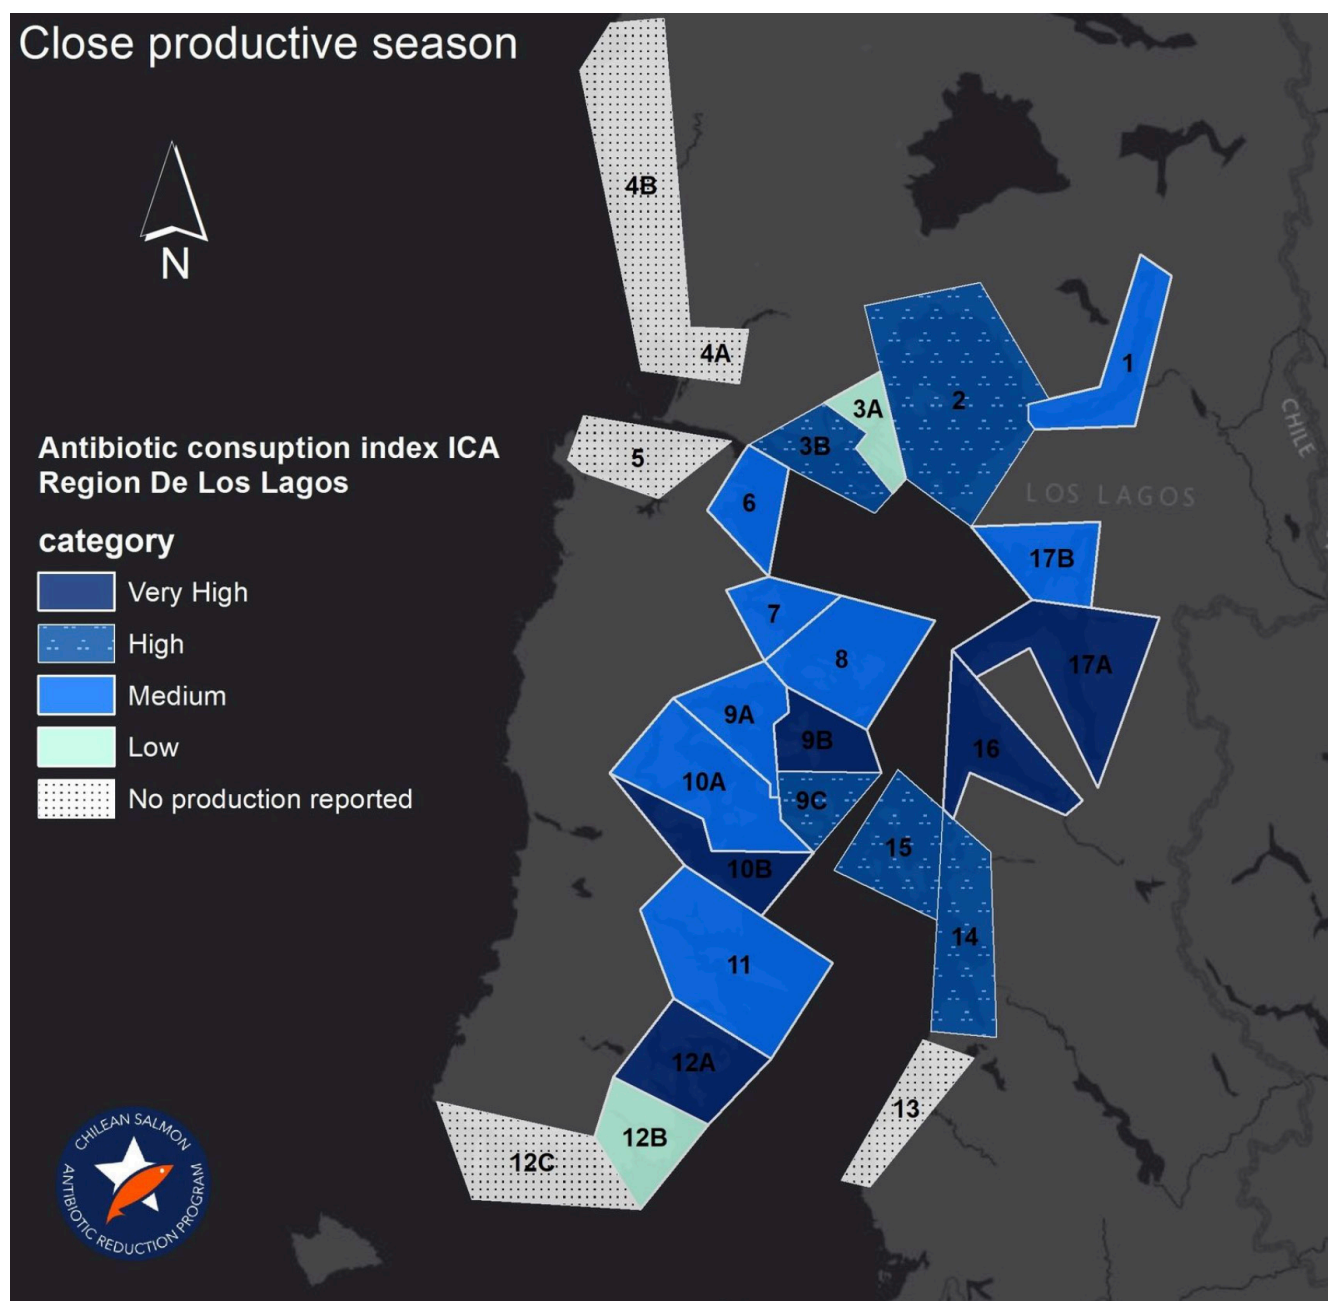 Close productive season
4B
N
4A
1
2
3A
CHILE
3B
Antibiotic consuption index ICA
Region De Los Lagos
5
LOS LAGOS
6
category
17B
Very High
7
High
8
17A
Medium
9A
9B
16
Low
10A
9C
No production reported
15
10B
14
11
12A
13
12B
12C
CHILEAN SALMON
ANTIBIOTIC REDUCTION PROGRAM